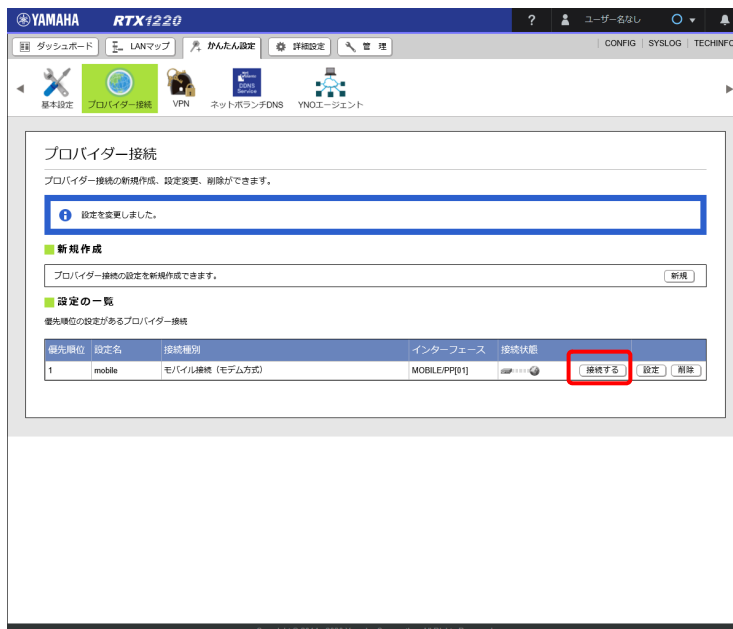 YAMAHA RTX1220 ? ユーザー名なし
ダッシュボード LANマップ かんたん設定 詳細設定 管 理 CONFIG SYSLOG TECHINFO
基本設定 プロバイダー接続 VPN DDNS Service ネットボランチDNS YNOエージェント
プロバイダー接続
プロバイダー接続の新規作成、設定変更、削除ができます。
設定を変更しました。
新規作成
プロバイダー接続の設定を新規作成できます。 新規
設定の一覧
優先順位の設定があるプロバイダー接続
優先順位 設定名 接続種別 インターフェース 接続状態
1 mobile モバイル接続（モデム方式） MOBILE/PP[01] 接続する 設定 削除